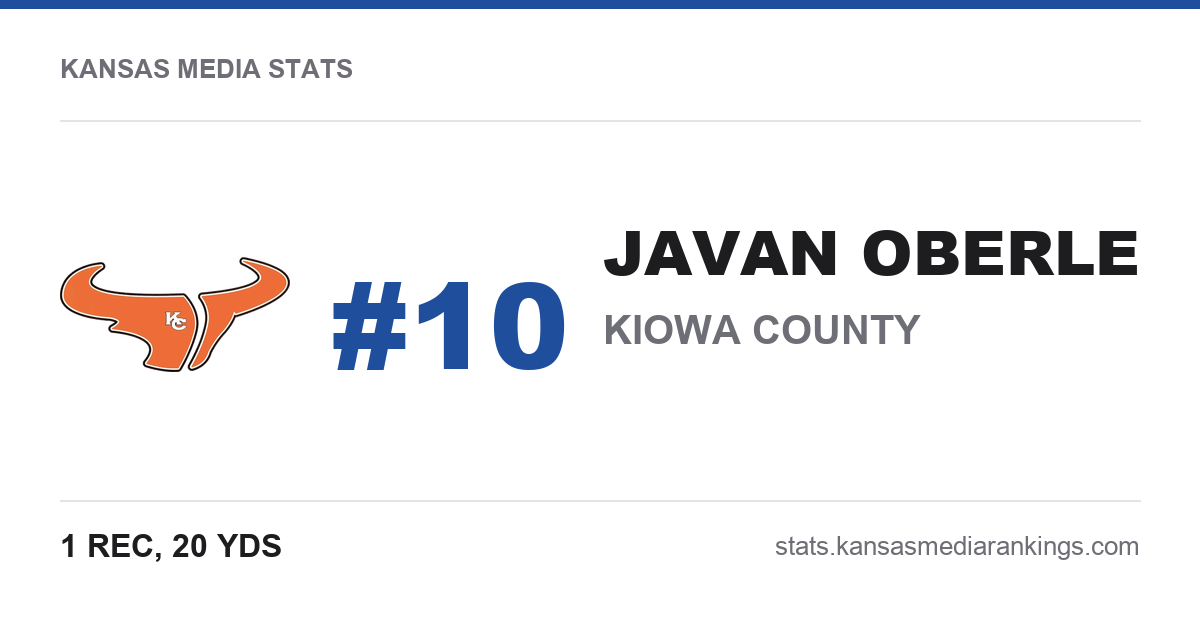 KANSAS MEDIA STATS
KC
#10
JAVAN OBERLE
KIOWA COUNTY
1 REC, 20 YDS
stats.kansasmediarankings.com